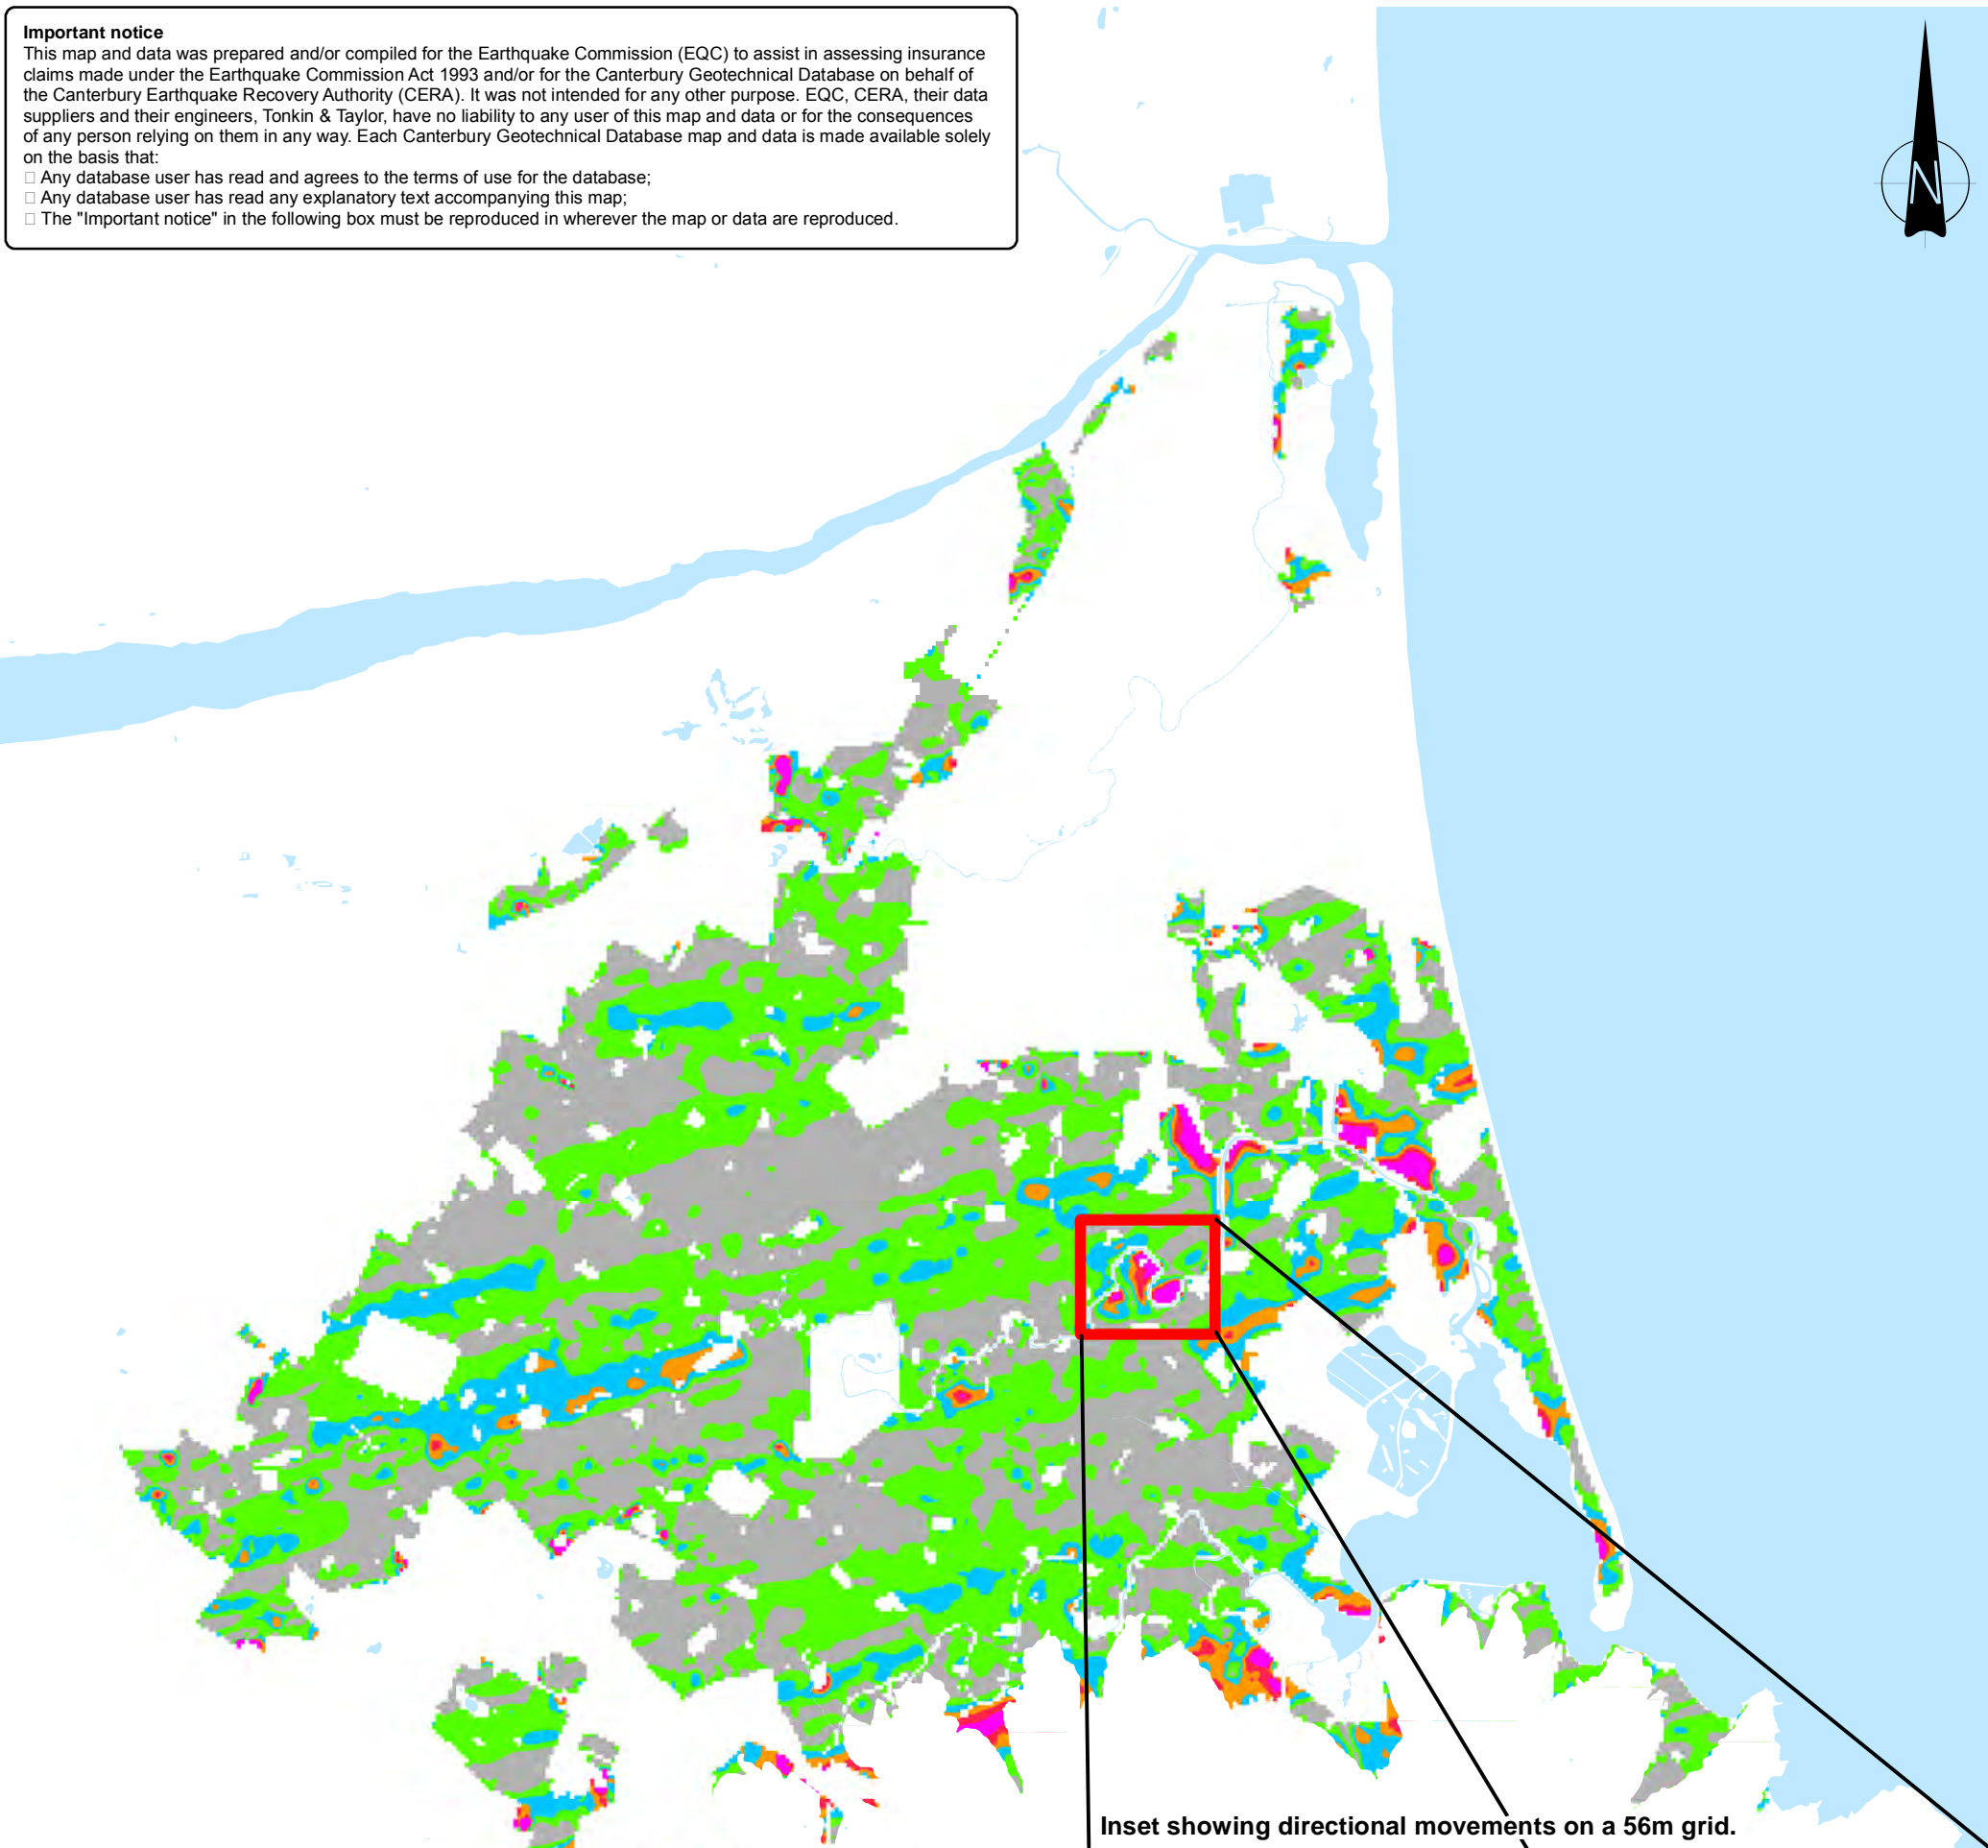 Important notice
This map and data was prepared and/or compiled for the Earthquake Commission (EQC) to assist in assessing insurance
claims made under the Earthquake Commission Act 1993 and/or for the Canterbury Geotechnical Database on behalf of
the Canterbury Earthquake Recovery Authority (CERA). It was not intended for any other purpose. EQC, CERA, their data
suppliers and their engineers, Tonkin & Taylor, have no liability to any user of this map and data or for the consequences
of any person relying on them in any way. Each Canterbury Geotechnical Database map and data is made available solely
on the basis that:
□ Any database user has read and agrees to the terms of use for the database;
□ Any database user has read any explanatory text accompanying this map;
□ The "Important notice" in the following box must be reproduced in wherever the map or data are reproduced.
N
Inset showing directional movements on a 56m grid.